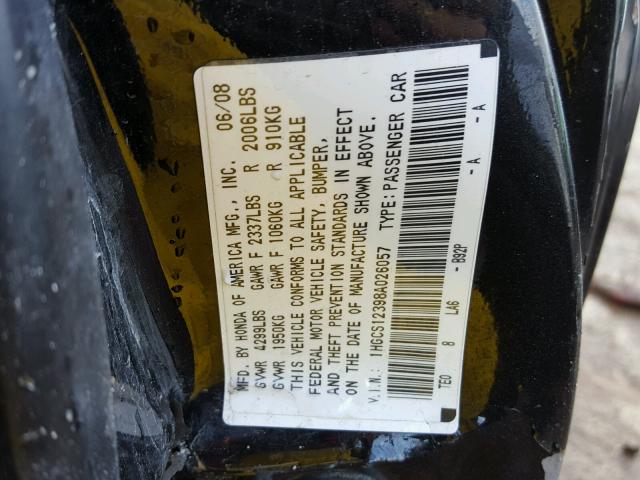 MFD. BY HONDA OF AMERICA MFG., INC. 06/08
GVWR 4299LBS GAWR F 2337LBS R 2006LBS
GVWR 1950KG GAWR F 1060KG R 910KG
THIS VEHICLE CONFORMS TO ALL APPLICABLE
FEDERAL MOTOR VEHICLE SAFETY, BUMPER,
AND THEFT PREVENTION STANDARDS IN EFFECT
ON THE DATE OF MANUFACTURE SHOWN ABOVE.
V.I.N.: 1HGCS12398A026057 TYPE: PASSENGER CAR
TE0 8 LA6 -B92P -A -A